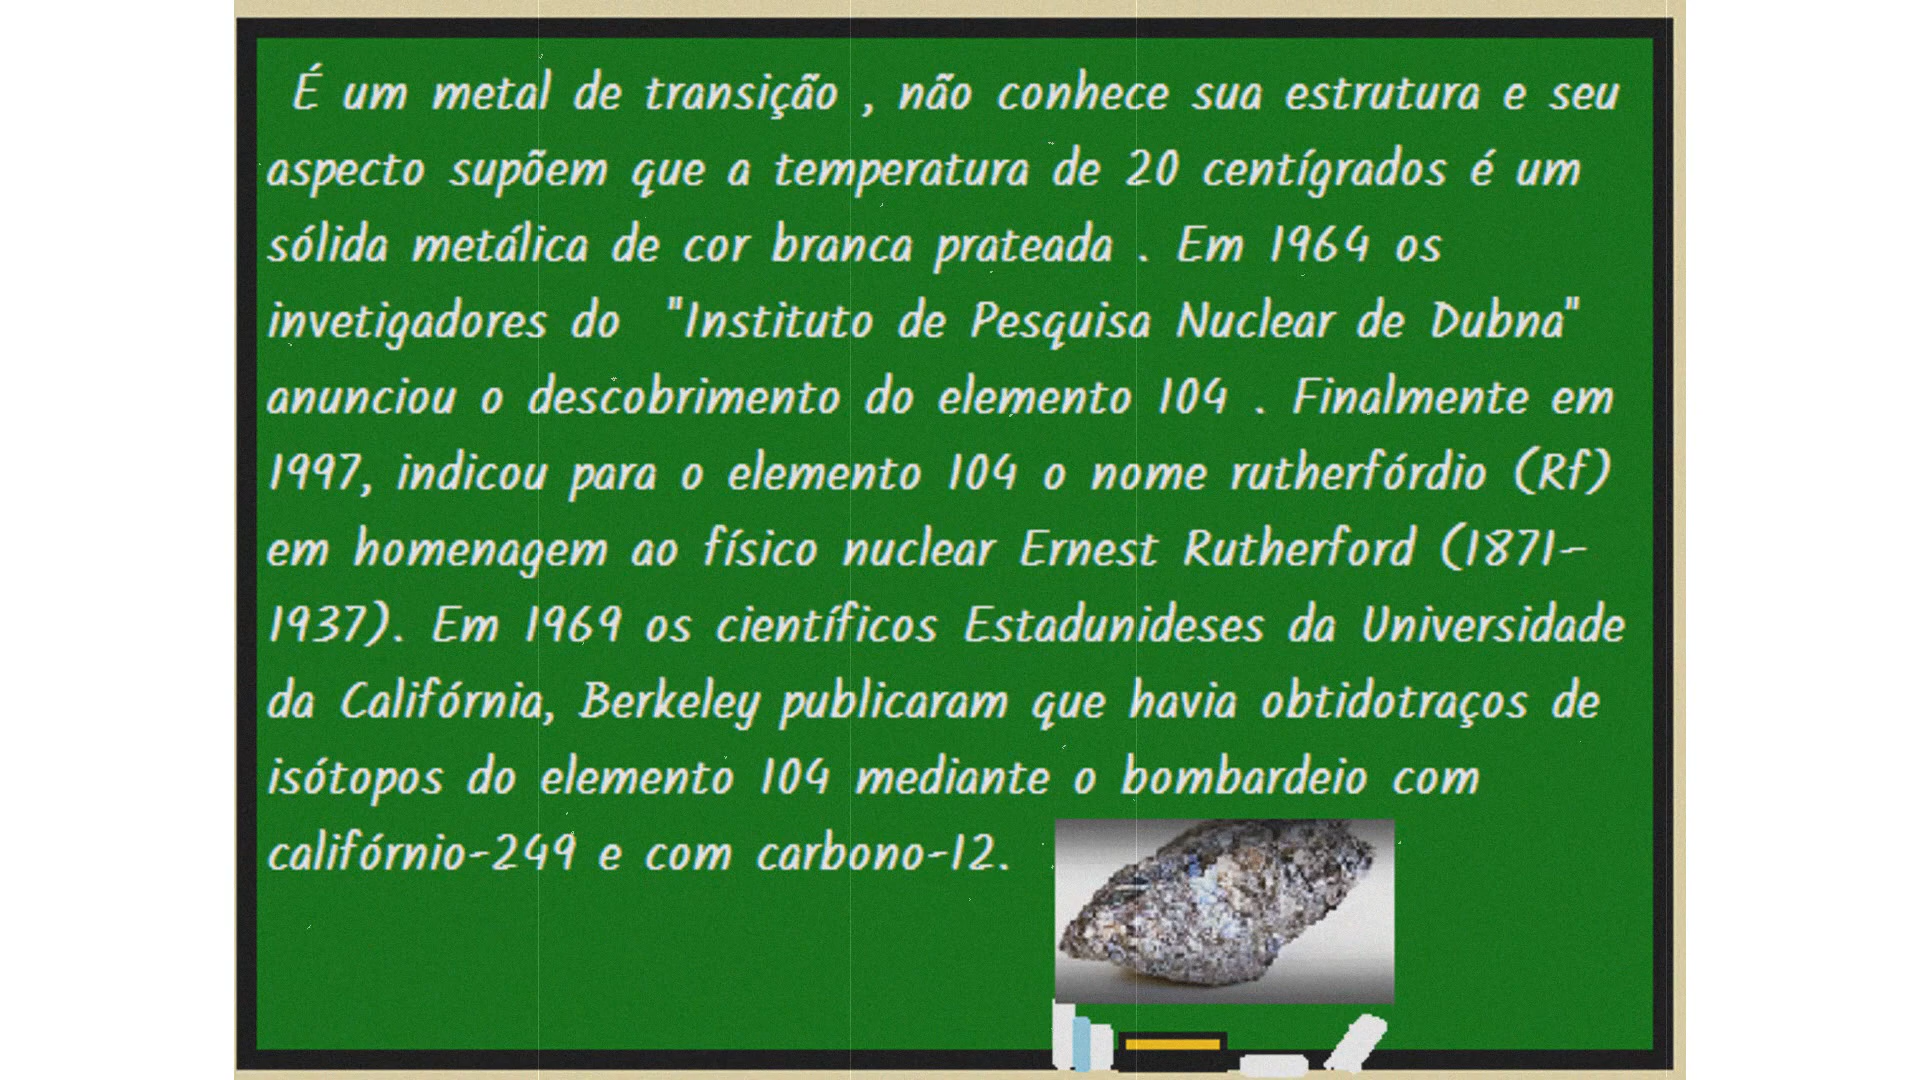 É um metal de transição , não conhece sua estrutura e seu
aspecto supõem que a temperatura de 20 centígrados é um
sólida metálica de cor branca prateada . Em 1964 os
invetigadores do "Instituto de Pesquisa Nuclear de Dubna"
anunciou o descobrimento do elemento 104 . Finalmente em
1997, indicou para o elemento 104 o nome rutherfórdio (Rf)
em homenagem ao físico nuclear Ernest Rutherford (1871-
1937). Em 1969 os científicos Estadunideses da Universidade
da Califórnia, Berkeley publicaram que havia obtidotraços de
isótopos do elemento 104 mediante o bombardeio com
califórnio-249 e com carbono-12.